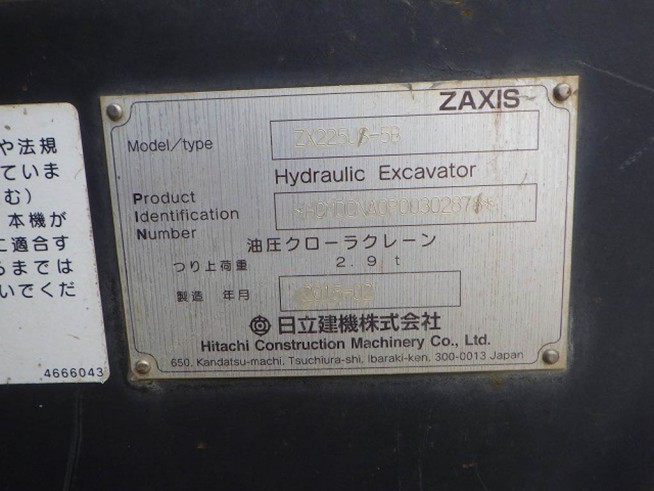 や法規
ていま
む)
本機が
に適合す
るまでは
いでくだ
4666043
ZAXIS
Model/type ZX225US-5B
Hydraulic Excavator
Product
Identification
Number
油圧クローラクレーン
つり上荷重 2.9 t
製造 年月
日立建機株式会社
Hitachi Construction Machinery Co., Ltd.
650, Kandatsu-machi, Tsuchiura-shi, Ibaraki-ken, 300-0013 Japan